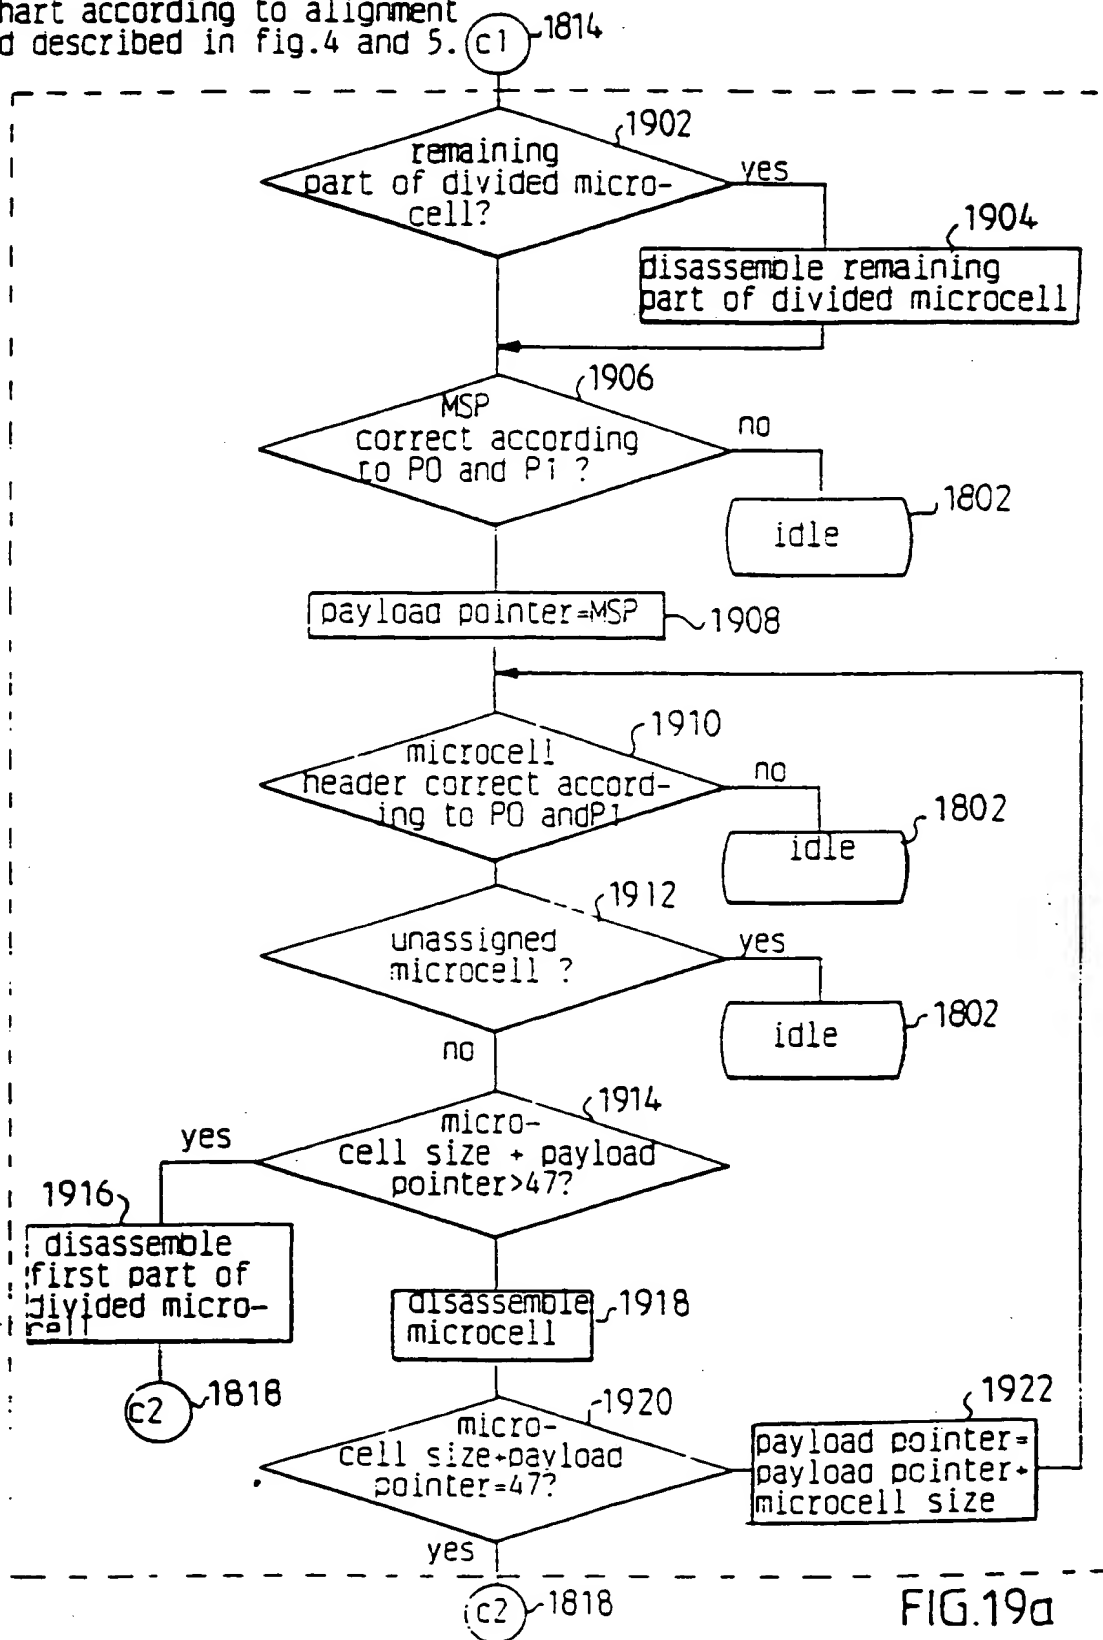 hart according to alignment
d described in fig.4 and 5.
c1
1814
1902
remaining
part of divided micro-
cell?
yes
1904
disassemble remaining
part of divided microcell
1906
MSP
correct according
to P0 and P1 ?
no
1802
idle
payload pointer=MSP
1908
1910
microcell
header correct accord-
ing to P0 andP1
no
1802
idle
1912
unassigned
microcell ?
yes
1802
idle
no
1914
micro-
cell size + payload
pointer>47?
yes
1916
disassemble
first part of
divided micro-
cell
c2
1818
disassemble
microcell
1918
1920
micro-
cell size+payload
pointer=47?
1922
payload pointer=
payload pointer+
microcell size
yes
c2
1818
FIG.19a